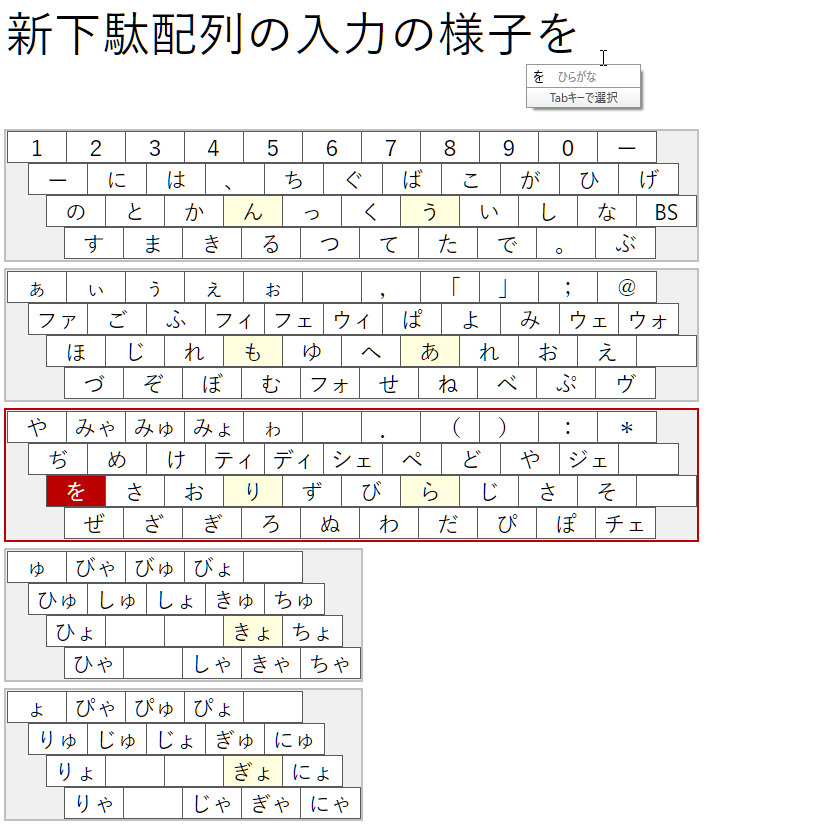 新下駄配列の入力の様子を
を ひらがな
Tabキーで選択
1 2 3 4 5 6 7 8 9 0 ー
ー に は 、 ち ぐ ば こ が ひ げ
の と か ん っ く う い し な BS
す ま き る つ て た で 。 ぶ
ぁ ぃ ぅ ぇ ぉ , 「 」 ; @
ファ ご ふ フィ フェ ウィ ぱ よ み ウェ ウォ
ほ じ れ も ゆ へ あ れ お え
づ ぞ ぼ む フォ せ ね べ ぷ ヴ
ゃ みゃ みゅ みょ ゎ . ( ) : *
ぢ め け ティ ディ シェ ぺ ど や ジェ
を さ お り ず び ら じ さ そ
ぜ ざ ぎ ろ ぬ わ だ ぴ ぽ チェ
ゅ びゃ びゅ びょ
ひゅ しゅ しょ きゅ ちゅ
ひょ きょ ちょ
ひゃ しゃ きゃ ちゃ
ょ ぴゃ ぴゅ ぴょ
りゅ じゅ じょ ぎゅ にゅ
りょ ぎょ にょ
りゃ じゃ ぎゃ にゃ